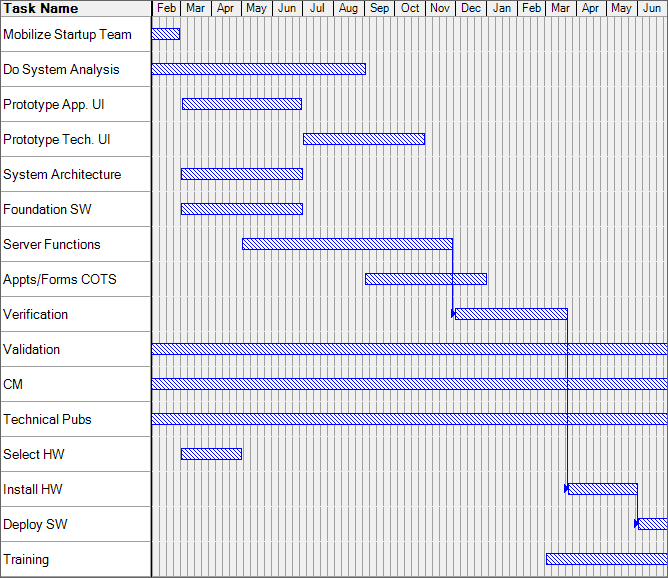 Task Name Feb Mar Apr May Jun Jul Aug Sep Oct Nov Dec Jan Feb Mar Apr May Jun
Mobilize Startup Team
Do System Analysis
Prototype App. UI
Prototype Tech. UI
System Architecture
Foundation SW
Server Functions
Appts/Forms COTS
Verification
Validation
CM
Technical Pubs
Select HW
Install HW
Deploy SW
Training